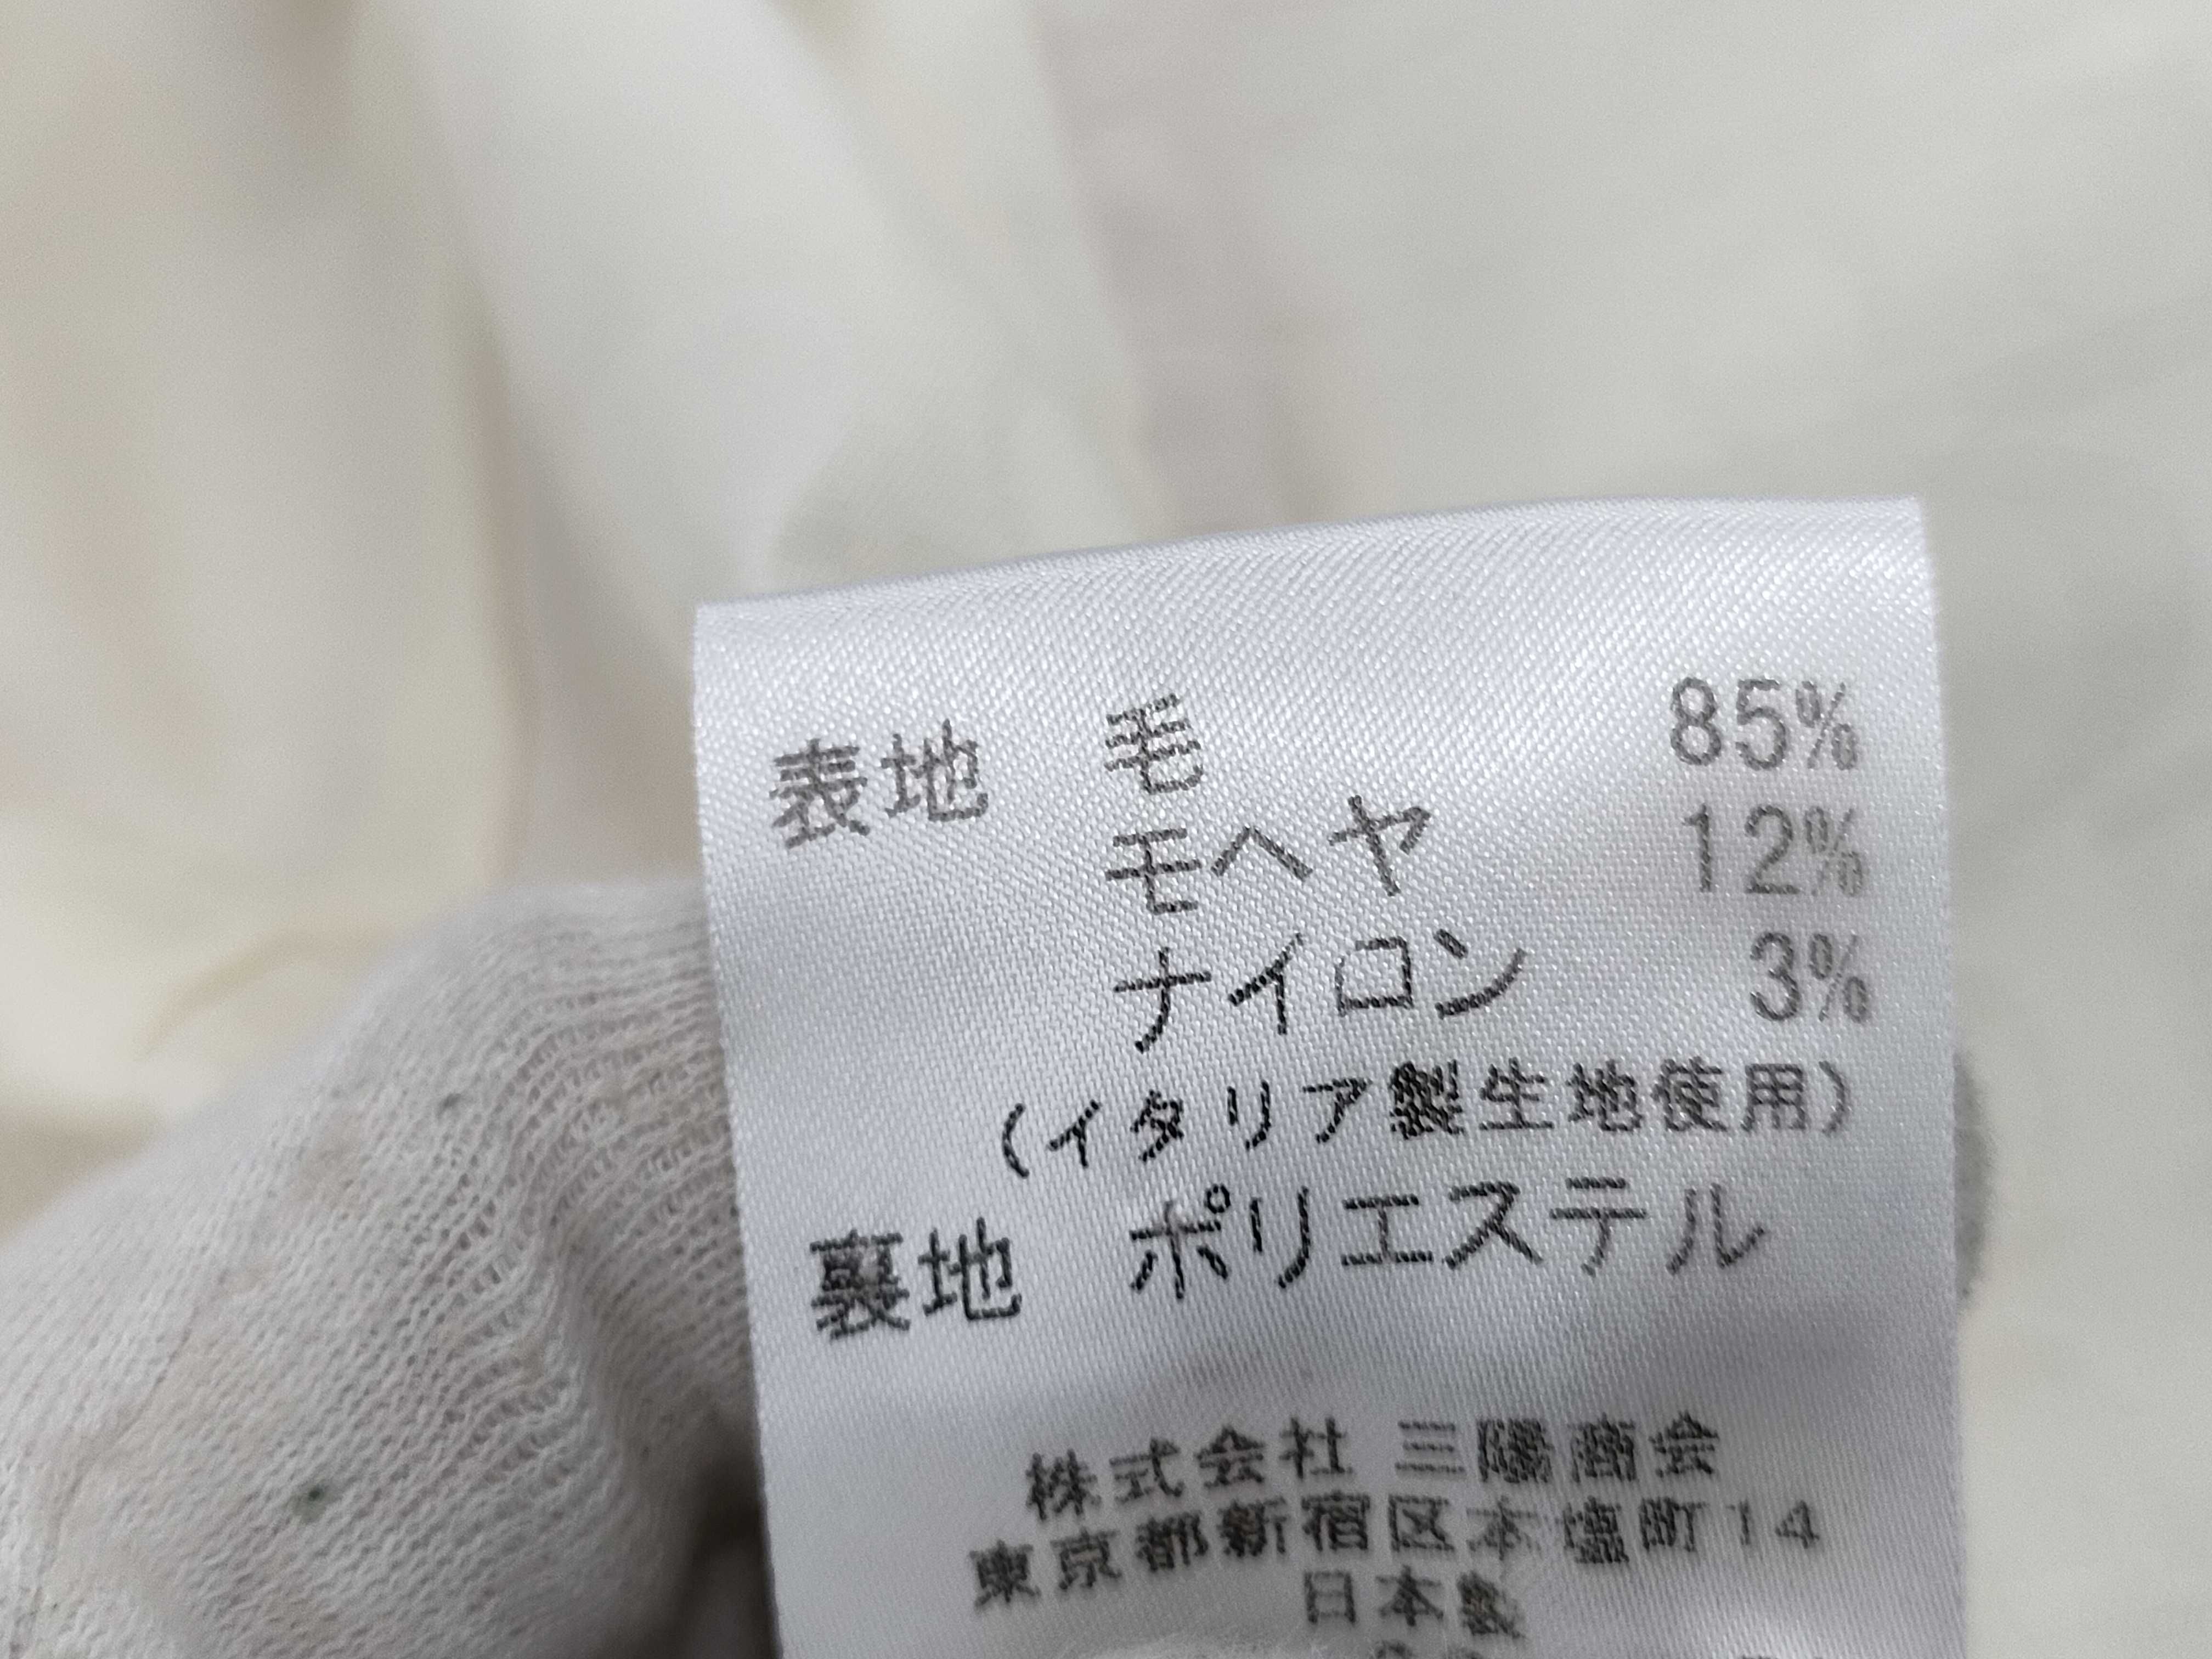 表地 毛 85%
モヘヤ 12%
ナイロン 3%
(イタリア製生地使用)
裏地 ポリエステル
株式会社 三陽商会
東京都新宿区本塩町14
日本製